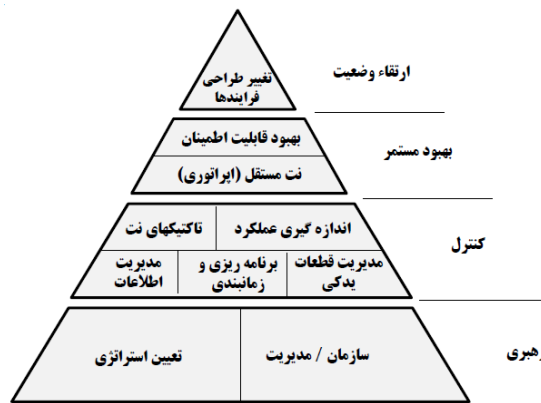 تغییر طراحی
فرایندها
ارتقاء وضعیت
بهبود قابلیت اطمینان
نت مستقل (اپراتوری)
بهبود مستمر
اندازه گیری عملکرد
تاکتیکهای نت
مدیریت قطعات
یدکی
برنامه ریزی و
زمانبندی
مدیریت
اطلاعات
کنترل
سازمان / مدیریت
تعیین استراتژی
رهبری